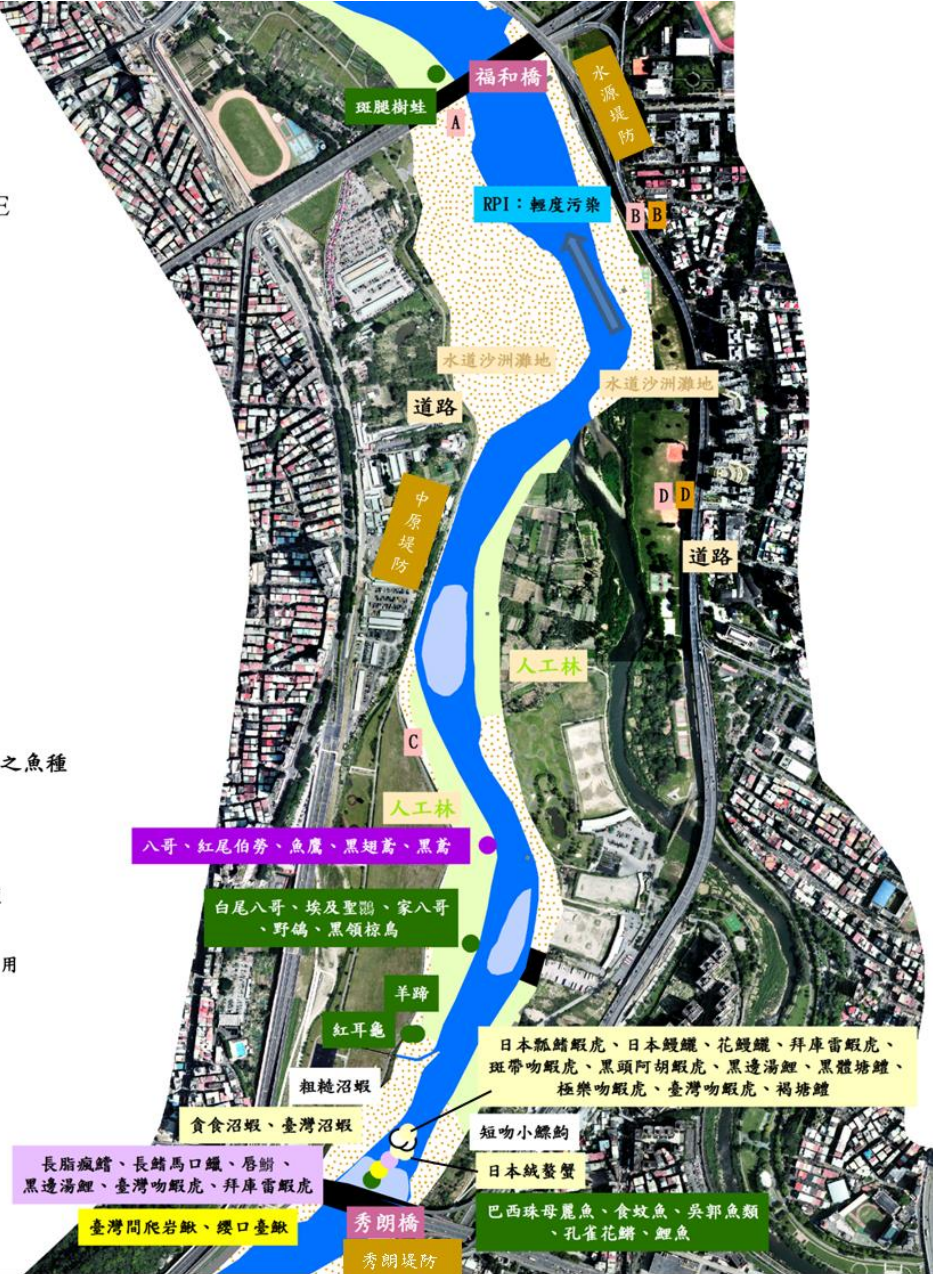 福和橋
水源堤防
斑腿樹蛙
A
E
RPI：輕度污染
B B
水道沙洲灘地
水道沙洲灘地
道路
D D
中原堤防
道路
人工林
C
之魚種
人工林
八哥、紅尾伯勞、魚鷹、黑翅鳶、黑鳶
白尾八哥、埃及聖䴉、家八哥
、野鴿、黑領椋鳥
用
羊蹄
紅耳龜
日本瓢鰭鰕虎、日本鰻鱺、花鰻鱺、拜庫雷鰕虎、
斑帶吻鰕虎、黑頭阿胡鰕虎、黑邊湯鯉、黑體塘鱧、
極樂吻鰕虎、臺灣吻鰕虎、褐塘鱧
粗糙沼蝦
貪食沼蝦、臺灣沼蝦
短吻小鰾鮈
日本絨螯蟹
長脂瘋鱨、長鰭馬口鱲、唇䱻、
黑邊湯鯉、臺灣吻鰕虎、拜庫雷鰕虎
巴西珠母麗魚、食蚊魚、吳郭魚類
、孔雀花鱂、鯉魚
臺灣間爬岩鰍、纓口臺鰍
秀朗橋
秀朗堤防